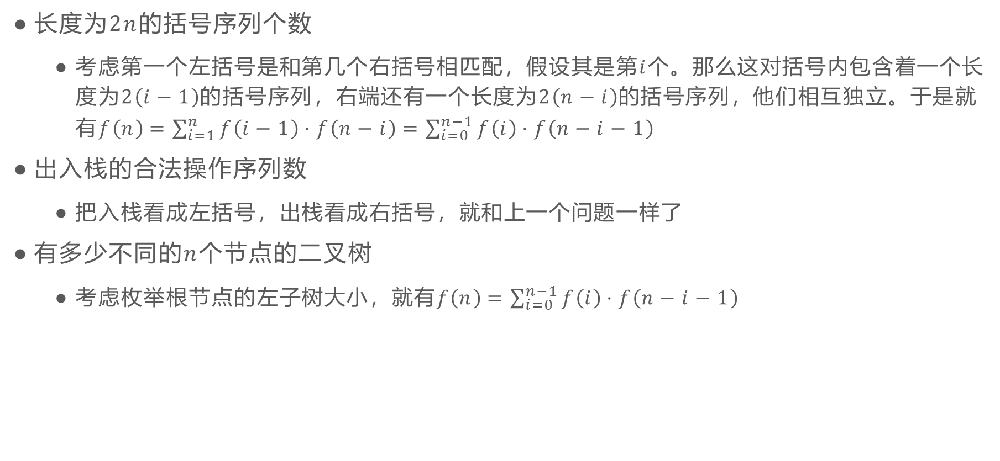 • 长度为2n的括号序列个数
• 考虑第一个左括号是和第几个右括号相匹配，假设其是第i个。那么这对括号内包含着一个长
度为2(i − 1)的括号序列，右端还有一个长度为2(n − i)的括号序列，他们相互独立。于是就
有f(n) = ∑_{i=1}^{n} f(i − 1) · f(n − i) = ∑_{i=0}^{n−1} f(i) · f(n − i − 1)
• 出入栈的合法操作序列数
• 把入栈看成左括号，出栈看成右括号，就和上一个问题一样了
• 有多少不同的n个节点的二叉树
• 考虑枚举根节点的左子树大小，就有f(n) = ∑_{i=0}^{n−1} f(i) · f(n − i − 1)